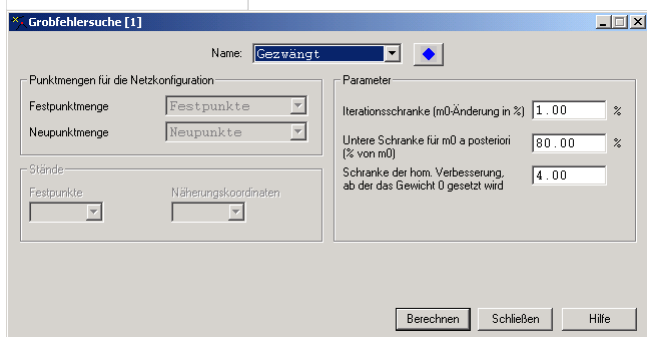 Grobfehlersuche [1]
Name: Gezwängt
Punktmengen für die Netzkonfiguration
Festpunktmenge Festpunkte
Neupunktmenge Neupunkte
Stände
Festpunkte Näherungskoordinaten
Parameter
Iterationsschranke (m0-Änderung in %) 1.00 %
Untere Schranke für m0 a posteriori
(% von m0) 80.00 %
Schranke der hom. Verbesserung,
ab der das Gewicht 0 gesetzt wird 4.00
Berechnen Schließen Hilfe